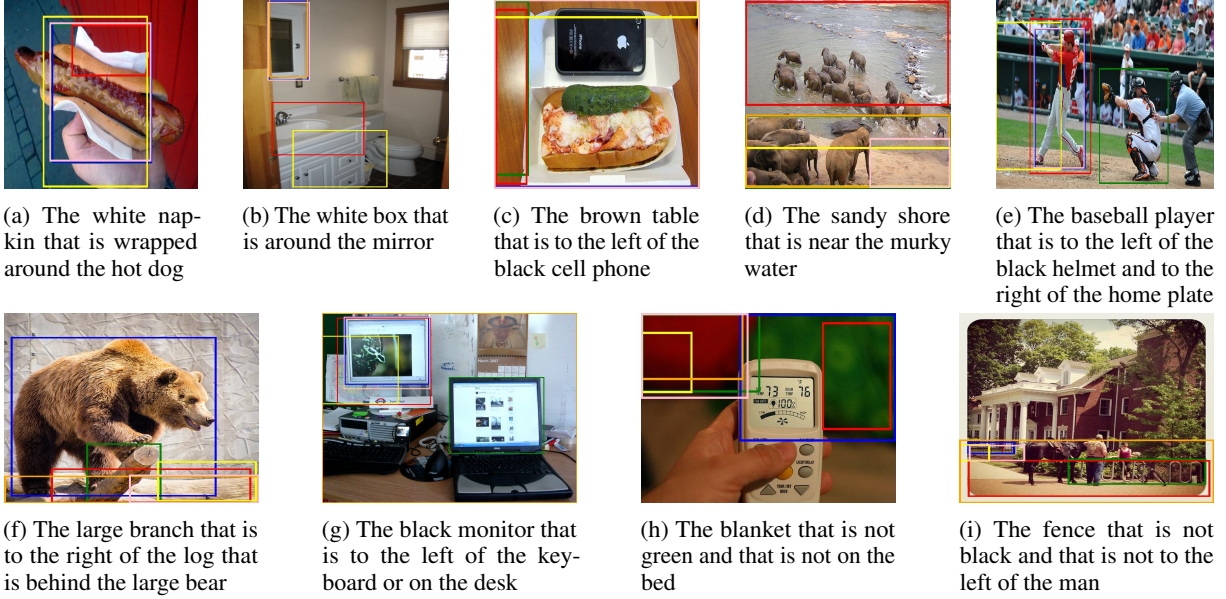 (a) The white nap-
kin that is wrapped
around the hot dog
(b) The white box that
is around the mirror
(c) The brown table
that is to the left of the
black cell phone
(d) The sandy shore
that is near the murky
water
(e) The baseball player
that is to the left of the
black helmet and to the
right of the home plate
73
76
100%
(f) The large branch that is
to the right of the log that
is behind the large bear
(g) The black monitor that
is to the left of the key-
board or on the desk
(h) The blanket that is not
green and that is not on the
bed
(i) The fence that is not
black and that is not to the
left of the man